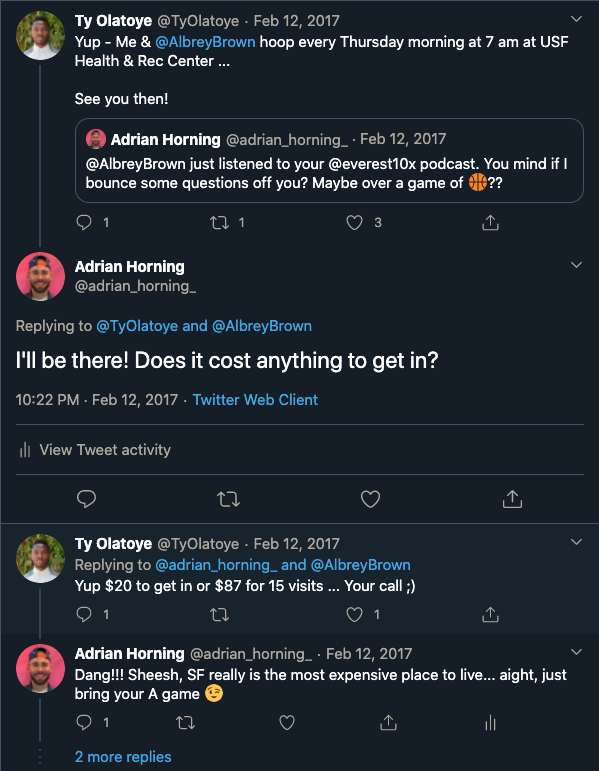 Ty Olatoye @TyOlatoye · Feb 12, 2017
Yup - Me & @AlbreyBrown hoop every Thursday morning at 7 am at USF
Health & Rec Center ...
See you then!
Adrian Horning @adrian_horning_ · Feb 12, 2017
@AlbreyBrown just listened to your @everest10x podcast. You mind if I
bounce some questions off you? Maybe over a game of 🏀??
1 1 3
Adrian Horning
@adrian_horning_
Replying to @TyOlatoye and @AlbreyBrown
I'll be there! Does it cost anything to get in?
10:22 PM · Feb 12, 2017 · Twitter Web Client
View Tweet activity
Ty Olatoye @TyOlatoye · Feb 12, 2017
Replying to @adrian_horning_ and @AlbreyBrown
Yup $20 to get in or $87 for 15 visits ... Your call ;)
1 1
Adrian Horning @adrian_horning_ · Feb 12, 2017
Dang!!! Sheesh, SF really is the most expensive place to live... aight, just
bring your A game 😉
1
2 more replies